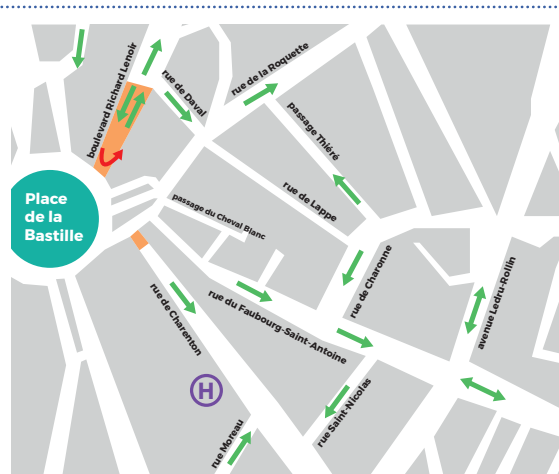 boulevard Richard Lenoir
rue de Daval
rue de la Roquette
passage Thiéré
rue de Lappe
Place
de la
Bastille
passage du Cheval Blanc
rue de Charonne
avenue Ledru-Rollin
rue de Charenton
rue du Faubourg-Saint-Antoine
H
rue Saint-Nicolas
rue Moreau